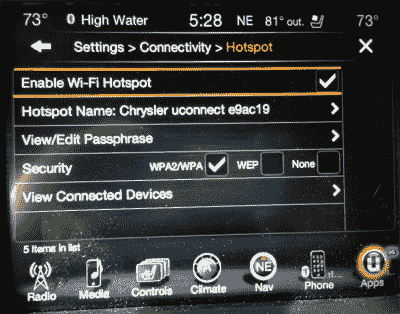 73° High Water 5:28 NE 81° out. 73°
Settings > Connectivity > Hotspot X
Enable Wi-Fi Hotspot
Hotspot Name: Chrysler uconnect e9ac19
View/Edit Passphrase
Security WPA2/WPA WEP None
View Connected Devices
5 items in list
NE
Radio Media Controls Climate Nav Phone Apps